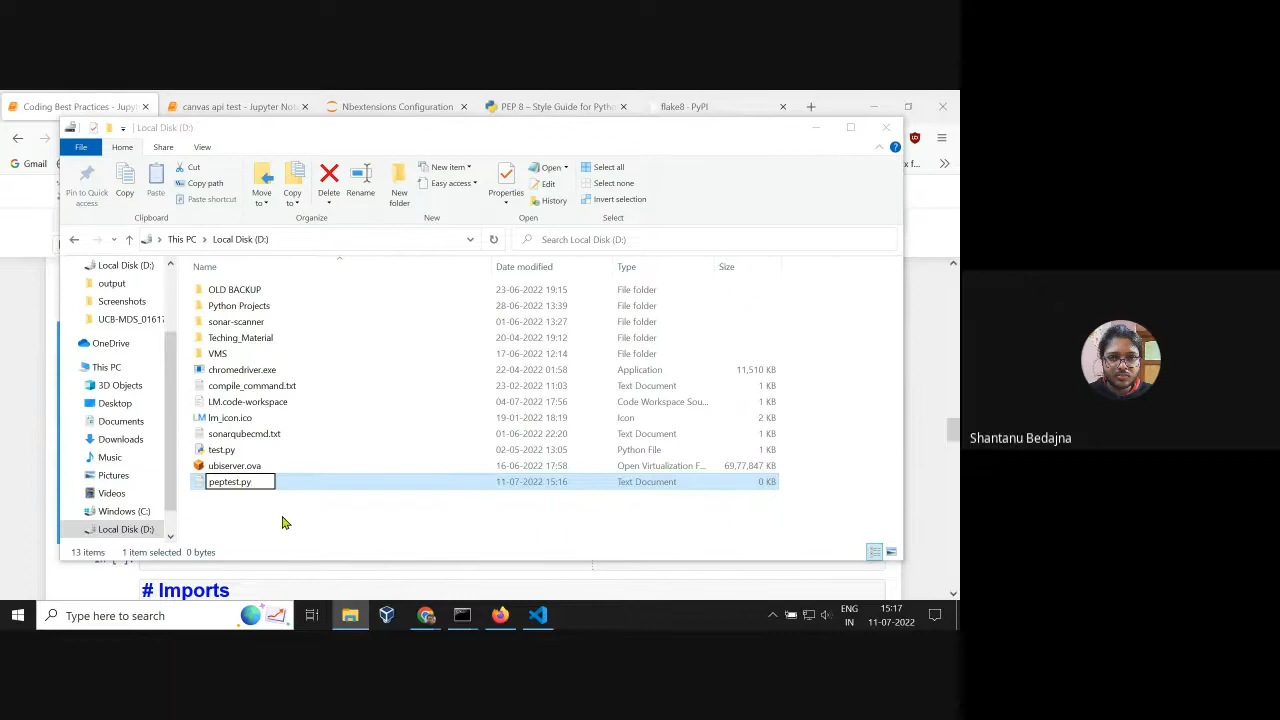 Coding Best Practices - Jupyt
canvas api test - Jupyter Not
Nbextensions Configuration
PEP 8 – Style Guide for Pytho
flake8 · PyPI
Gmail
Local Disk (D:)
File
Home
Share
View
Pin to Quick access
Copy
Paste
Cut
Copy path
Paste shortcut
Clipboard
Move to
Copy to
Delete
Rename
Organize
New folder
New item
Easy access
New
Properties
Open
Edit
History
Open
Select all
Select none
Invert selection
Select
This PC
Local Disk (D:)
Search Local Disk (D:)
Name Date modified Type Size
Local Disk (D:)
output
Screenshots
UCB-MDS_01617
OneDrive
This PC
3D Objects
Desktop
Documents
Downloads
Music
Pictures
Videos
Windows (C:)
Local Disk (D:)
OLD BACKUP 23-06-2022 19:15 File folder
Python Projects 28-06-2022 13:39 File folder
sonar-scanner 01-06-2022 13:27 File folder
Teching_Material 20-04-2022 19:12 File folder
VMS 17-06-2022 12:14 File folder
chromedriver.exe 22-04-2022 01:58 Application 11,510 KB
compile_command.txt 23-02-2022 11:03 Text Document 1 KB
LM.code-workspace 04-07-2022 17:56 Code Workspace Sou... 1 KB
lm_icon.ico 19-01-2022 18:19 Icon 2 KB
sonarqubecmd.txt 01-06-2022 22:20 Text Document 1 KB
test.py 02-05-2022 13:05 Python File 1 KB
ubiserver.ova 16-06-2022 17:58 Open Virtualization F... 69,77,847 KB
peptest.py 11-07-2022 15:16 Text Document 0 KB
13 items 1 item selected 0 bytes
# Imports
Type here to search
ENG
IN
15:17
11-07-2022
Shantanu Bedajna